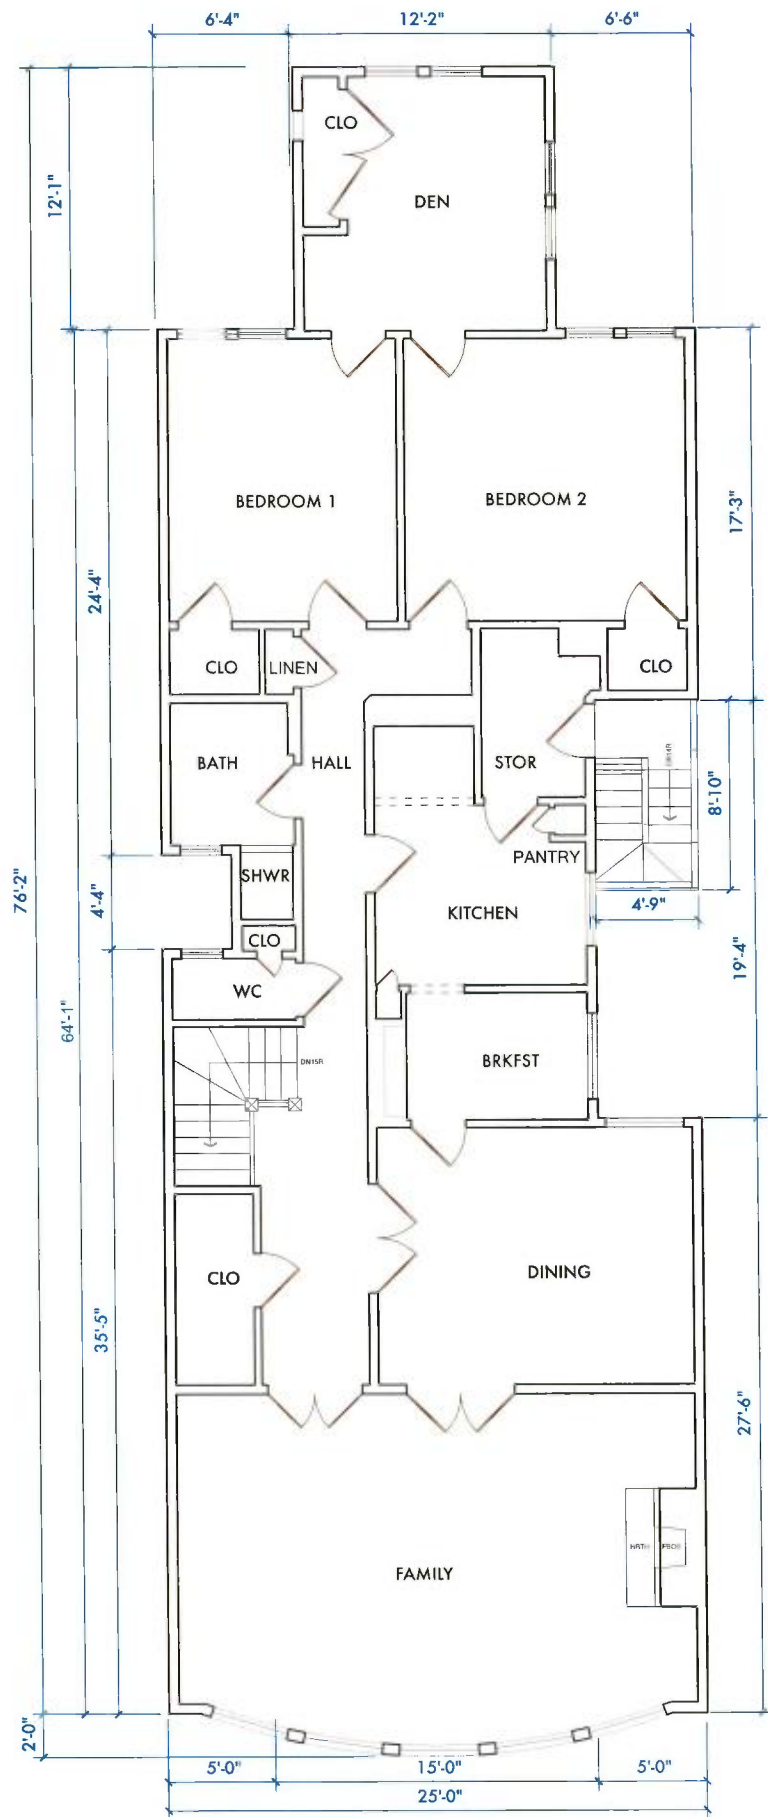 6'-4"
12'-2"
6'-6"
12'-1"
CLO
DEN
BEDROOM 1
BEDROOM 2
17'-3"
24'-4"
CLO
LINEN
CLO
BATH
HALL
STOR
8'-10"
PANTRY
SHWR
76'-2"
4'-4"
KITCHEN
4'-9"
CLO
19'-4"
WC
64'-1"
DN15R
BRKFST
CLO
DINING
35'-5"
27'-6"
HRTH
FAMILY
2'-0"
5'-0"
15'-0"
5'-0"
25'-0"